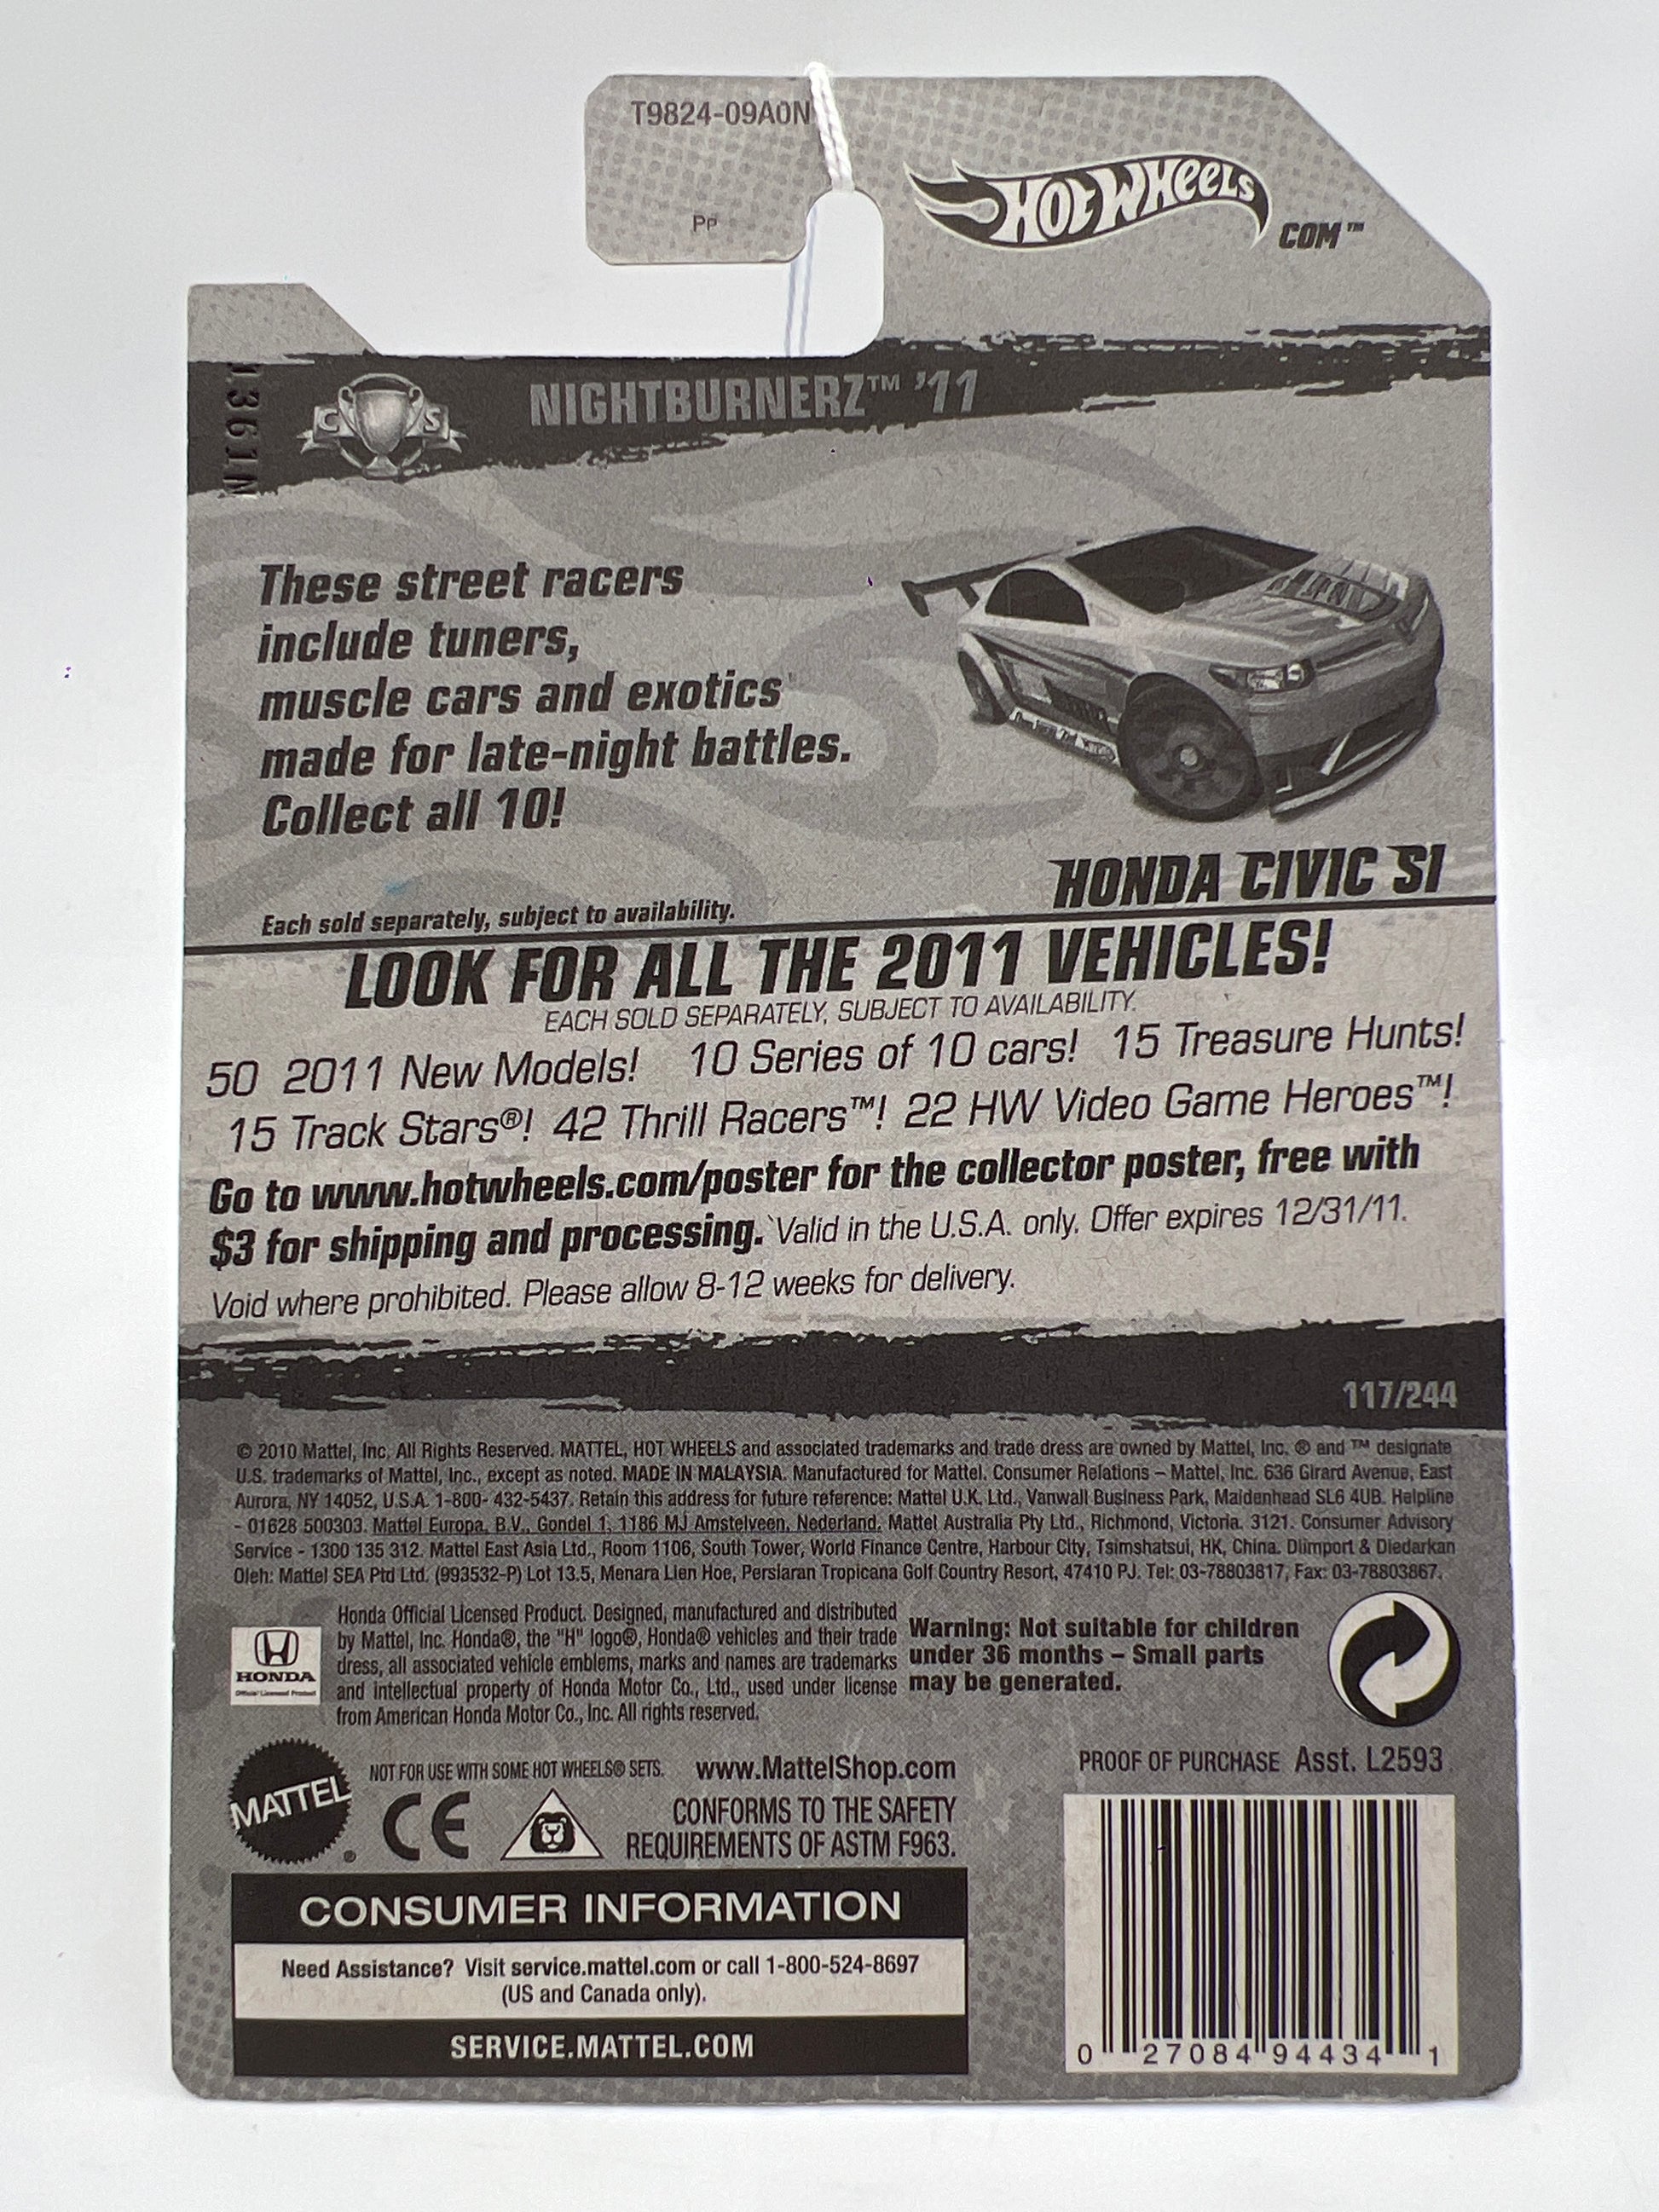 T9824-09A0N
Pp
HOT WHEELS
COM™
1361N
C S
NIGHTBURNERZ™ '11
These street racers
include tuners,
muscle cars and exotics
made for late-night battles.
Collect all 10!
HONDA CIVIC SI
Each sold separately, subject to availability.
LOOK FOR ALL THE 2011 VEHICLES!
EACH SOLD SEPARATELY, SUBJECT TO AVAILABILITY.
50 2011 New Models! 10 Series of 10 cars! 15 Treasure Hunts!
15 Track Stars®! 42 Thrill Racers™! 22 HW Video Game Heroes™!
Go to www.hotwheels.com/poster for the collector poster, free with
$3 for shipping and processing. Valid in the U.S.A. only. Offer expires 12/31/11.
Void where prohibited. Please allow 8-12 weeks for delivery.
117/244
© 2010 Mattel, Inc. All Rights Reserved. MATTEL, HOT WHEELS and associated trademarks and trade dress are owned by Mattel, Inc. ® and ™ designate
U.S. trademarks of Mattel, Inc., except as noted. MADE IN MALAYSIA. Manufactured for Mattel. Consumer Relations – Mattel, Inc. 636 Girard Avenue, East
Aurora, NY 14052, U.S.A. 1-800- 432-5437. Retain this address for future reference: Mattel U.K. Ltd., Vanwall Business Park, Maidenhead SL6 4UB. Helpline
- 01628 500303. Mattel Europa, B.V., Gondel 1, 1186 MJ Amstelveen, Nederland. Mattel Australia Pty Ltd., Richmond, Victoria. 3121. Consumer Advisory
Service - 1300 135 312. Mattel East Asia Ltd., Room 1106, South Tower, World Finance Centre, Harbour City, Tsimshatsui, HK, China. Diimport & Diedarkan
Oleh: Mattel SEA Ptd Ltd. (993532-P) Lot 13.5, Menara Lien Hoe, Persiaran Tropicana Golf Country Resort, 47410 PJ. Tel: 03-78803817, Fax: 03-78803867.
HONDA
Official Licensed Product
Honda Official Licensed Product. Designed, manufactured and distributed
by Mattel, Inc. Honda®, the "H" logo®, Honda® vehicles and their trade
dress, all associated vehicle emblems, marks and names are trademarks
and intellectual property of Honda Motor Co., Ltd., used under license
from American Honda Motor Co., Inc. All rights reserved.
Warning: Not suitable for children
under 36 months – Small parts
may be generated.
MATTEL®
NOT FOR USE WITH SOME HOT WHEELS® SETS.
www.MattelShop.com
CE
CONFORMS TO THE SAFETY
REQUIREMENTS OF ASTM F963.
PROOF OF PURCHASE Asst. L2593
CONSUMER INFORMATION
Need Assistance? Visit service.mattel.com or call 1-800-524-8697
(US and Canada only).
SERVICE.MATTEL.COM
0 27084 94434 1